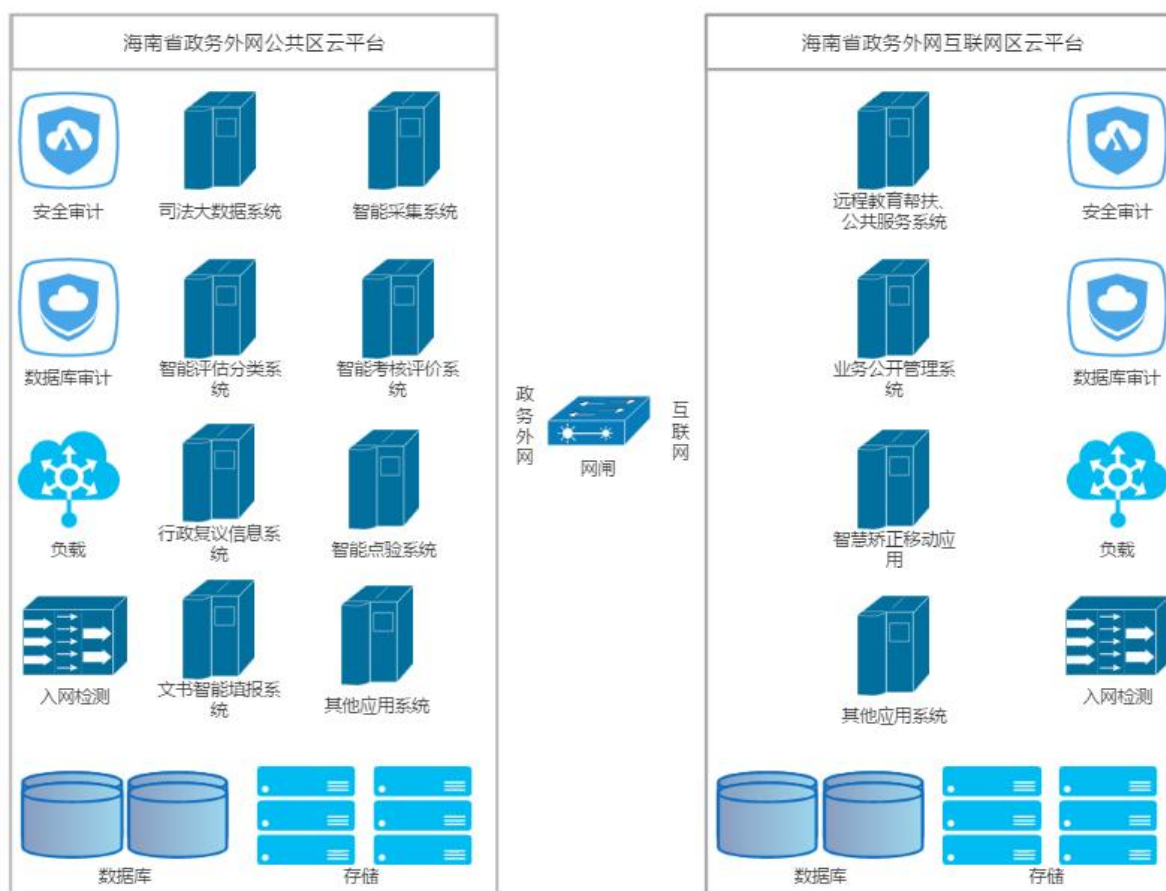 海南省政务外网公共区云平台
安全审计
司法大数据系统
智能采集系统
数据库审计
智能评估分类系
统
智能考核评价系
统
负载
行政复议信息系
统
智能点验系统
入网检测
文书智能填报系
统
其他应用系统
数据库
存储
政务外网
网闸
互联网
海南省政务外网互联网区云平台
远程教育帮扶、
公共服务系统
安全审计
业务公开管理系
统
数据库审计
智慧矫正移动应
用
负载
其他应用系统
入网检测
数据库
存储